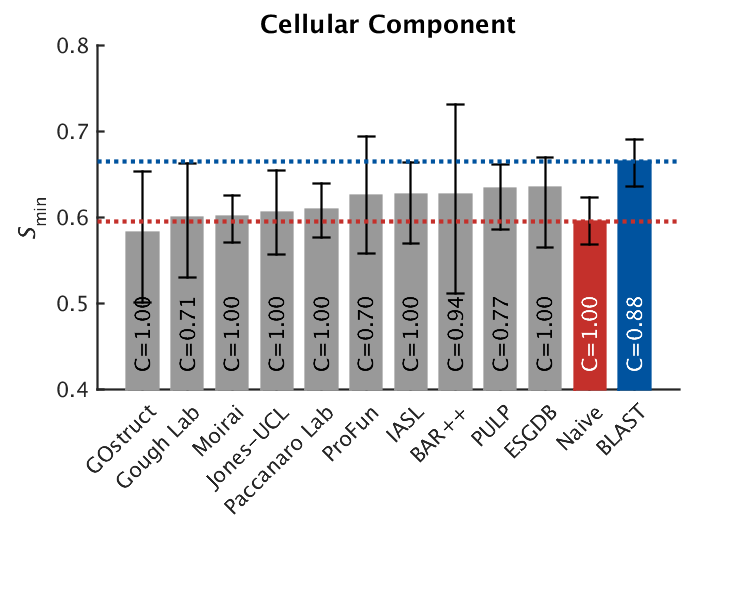 Cellular Component
0.8
0.7
0.6
0.5
0.4
Smin
C=1.00
C=0.71
C=1.00
C=1.00
C=1.00
C=0.70
C=1.00
C=0.94
C=0.77
C=1.00
C=1.00
C=0.88
GOstruct
Gough Lab
Moirai
Jones-UCL
Paccanaro Lab
ProFun
IASL
BAR++
PULP
ESGDB
Naive
BLAST